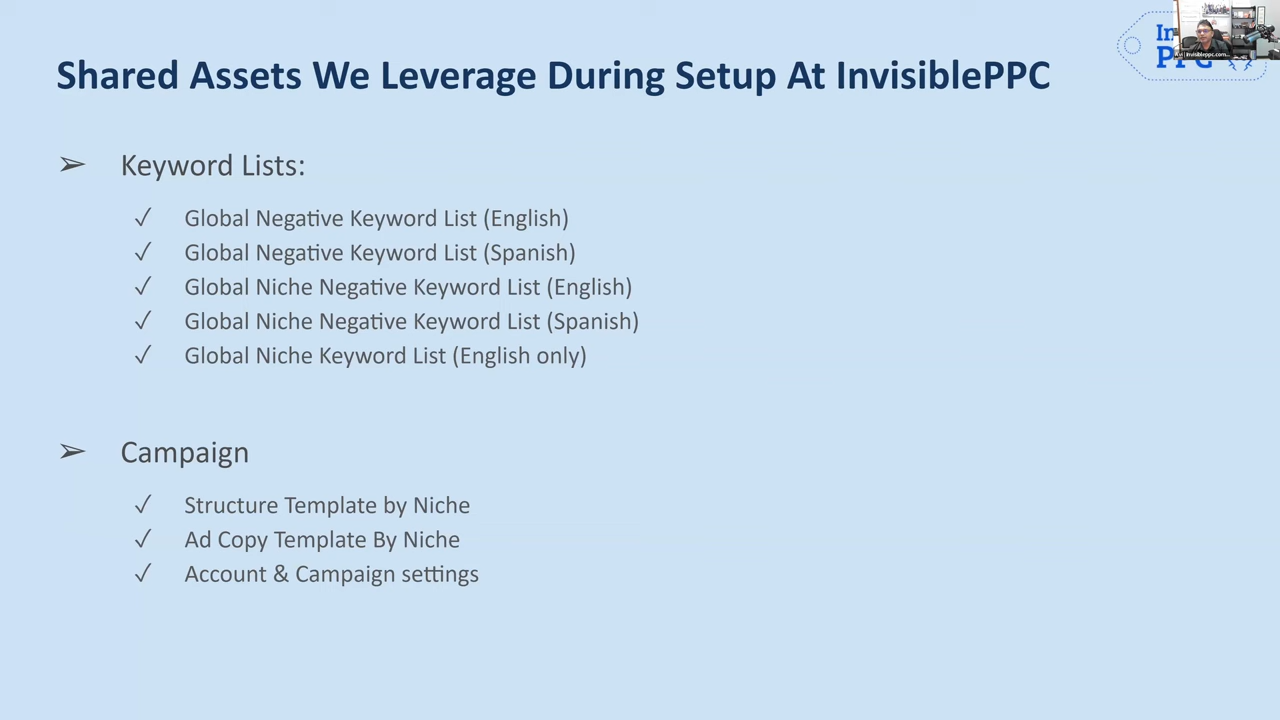 Shared Assets We Leverage During Setup At InvisiblePPC
➢ Keyword Lists:
✓ Global Negative Keyword List (English)
✓ Global Negative Keyword List (Spanish)
✓ Global Niche Negative Keyword List (English)
✓ Global Niche Negative Keyword List (Spanish)
✓ Global Niche Keyword List (English only)
➢ Campaign
✓ Structure Template by Niche
✓ Ad Copy Template By Niche
✓ Account & Campaign settings